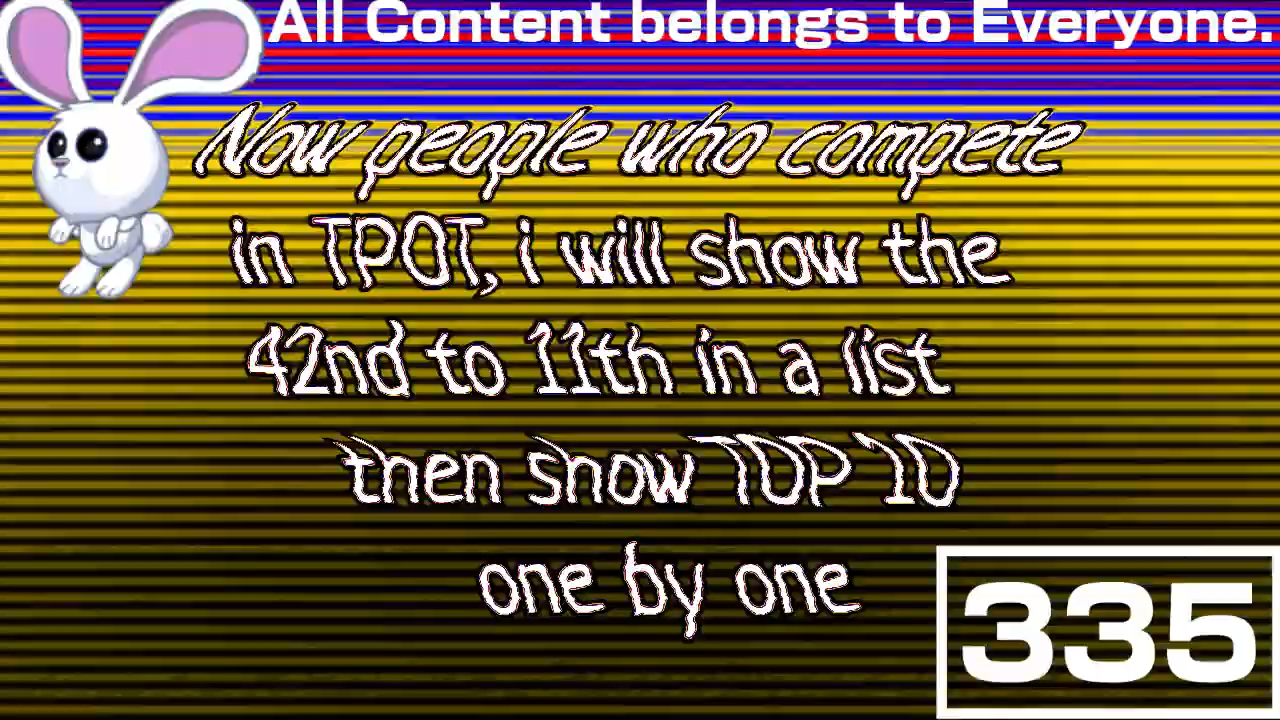 All Content belongs to Everyone.
Now people who compete
in TPOT, i will show the
42nd to 11th in a list
then show TOP 10
one by one
335